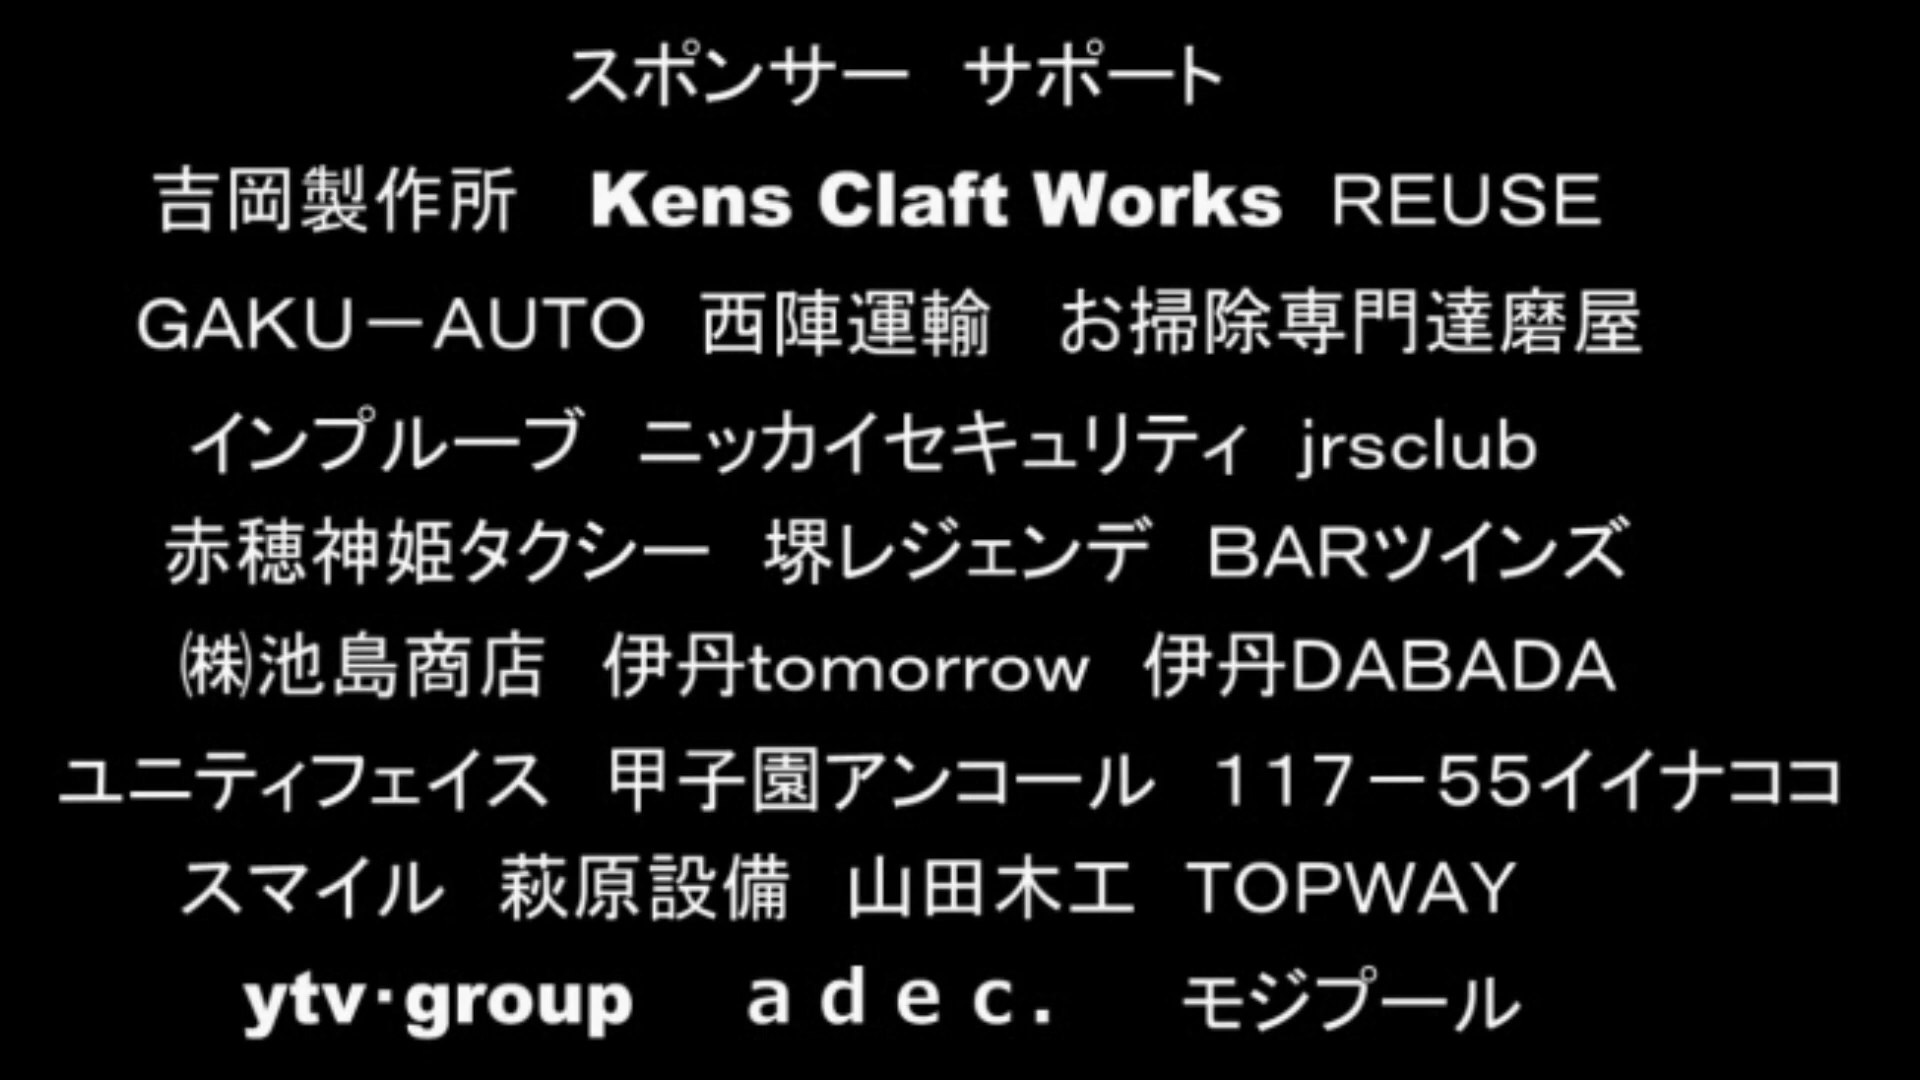 スポンサー　サポート
吉岡製作所　Kens Claft Works　REUSE
GAKU－AUTO　西陣運輸　お掃除専門達磨屋
インプルーブ　ニッカイセキュリティ　jrsclub
赤穂神姫タクシー　堺レジェンデ　BARツインズ
㈱池島商店　伊丹tomorrow　伊丹DABADA
ユニティフェイス　甲子園アンコール　117－55イイナココ
スマイル　萩原設備　山田木工　TOPWAY
ytv･group　ａｄｅｃ.　モジプール